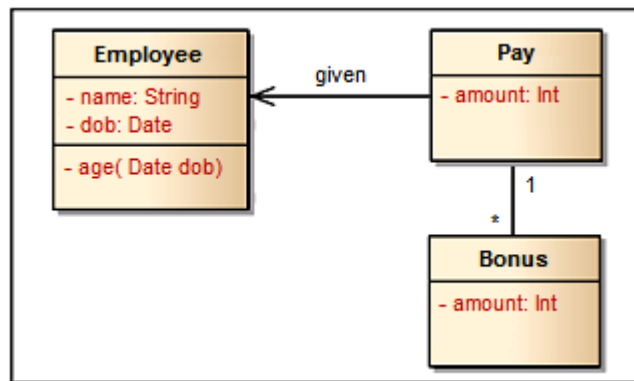 Employee
- name: String
- dob: Date
- age( Date dob)
given
Pay
- amount: Int
1
*
Bonus
- amount: Int